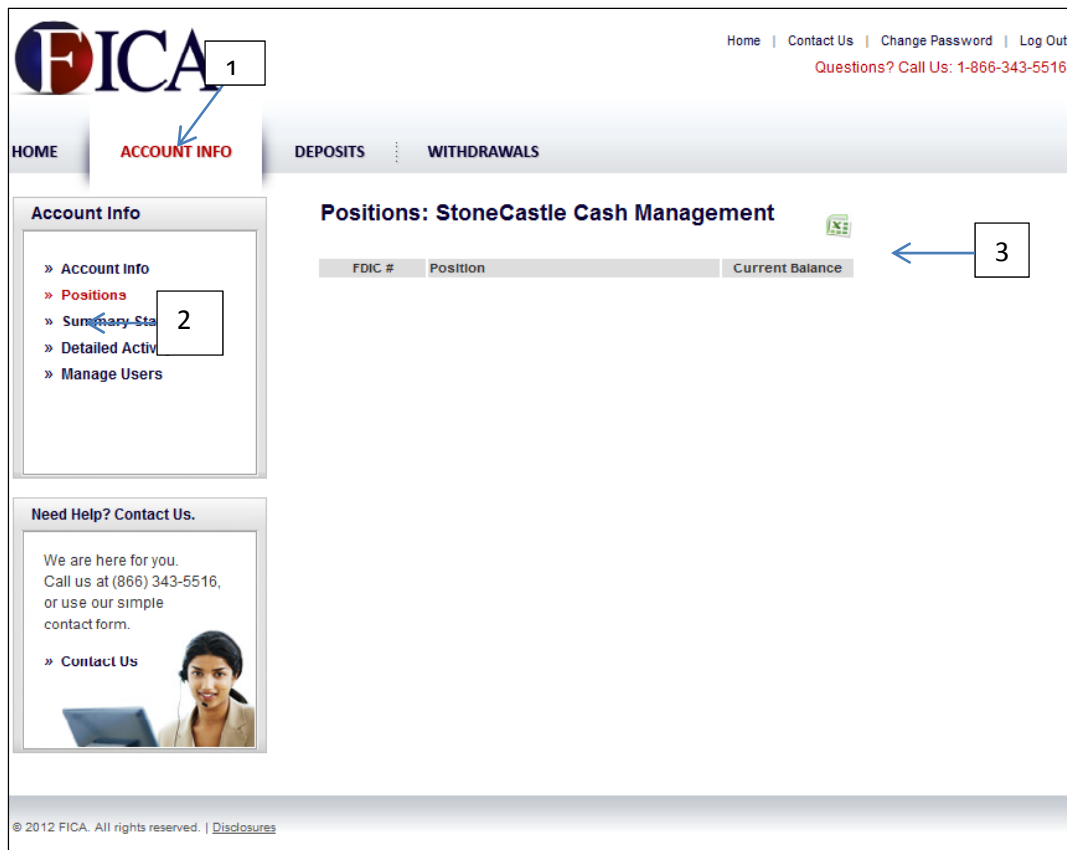 FICA
1
Home | Contact Us | Change Password | Log Out
Questions? Call Us: 1-866-343-5516
HOME ACCOUNT INFO DEPOSITS WITHDRAWALS
Account Info
» Account Info
» Positions
» Summary Sta
» Detailed Activ
» Manage Users
2
Positions: StoneCastle Cash Management
FDIC # Position Current Balance
3
Need Help? Contact Us.
We are here for you.
Call us at (866) 343-5516,
or use our simple
contact form.
» Contact Us
© 2012 FICA. All rights reserved. | Disclosures